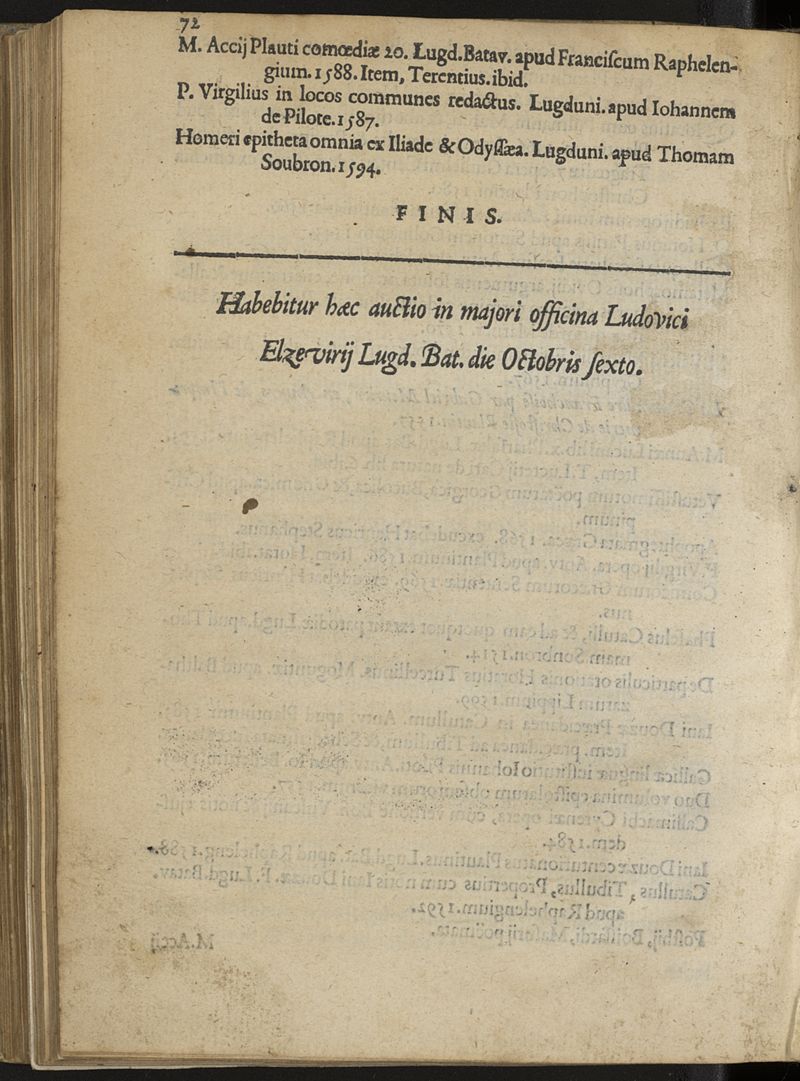 72
M. Accij Plauti comœdiæ 20. Lugd.Batav. apud Franciſcum Raphelen-
gium. 1588. Item, Terentius. ibid.
P. Virgilius in locos communes redactus. Lugduni. apud Iohannem
de Pilote. 1587.
Homeri epitheta omnia ex Iliade & Odyſſæa. Lugduni. apud Thomam
Soubron. 1594.
FINIS.
Habebitur hæc auctio in majori officina Ludovici
Elzevirij Lugd. Bat. die Octobris ſexto.